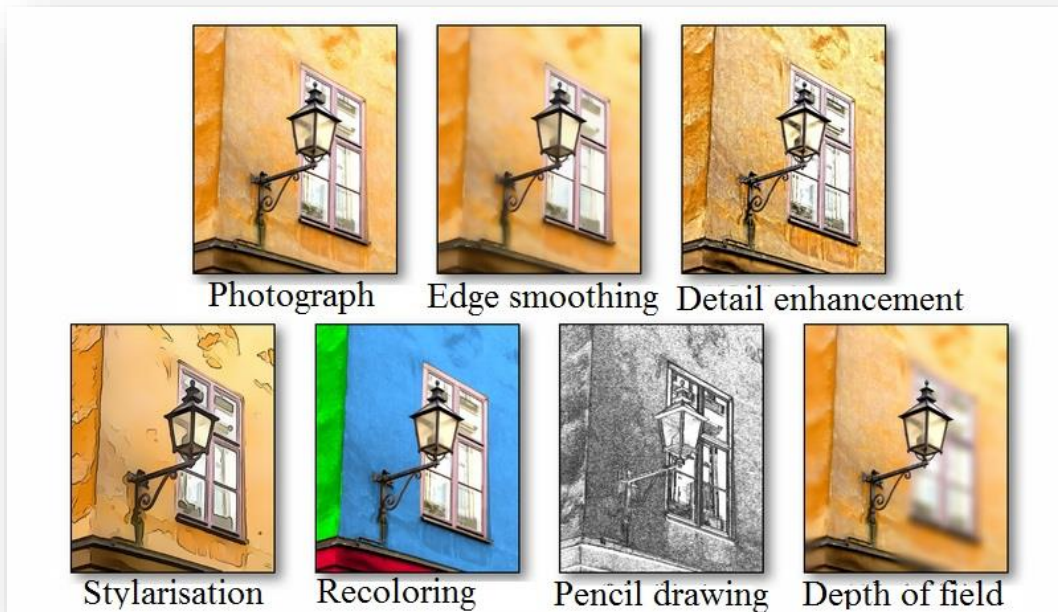 Photograph
Edge smoothing
Detail enhancement
Stylarisation
Recoloring
Pencil drawing
Depth of field